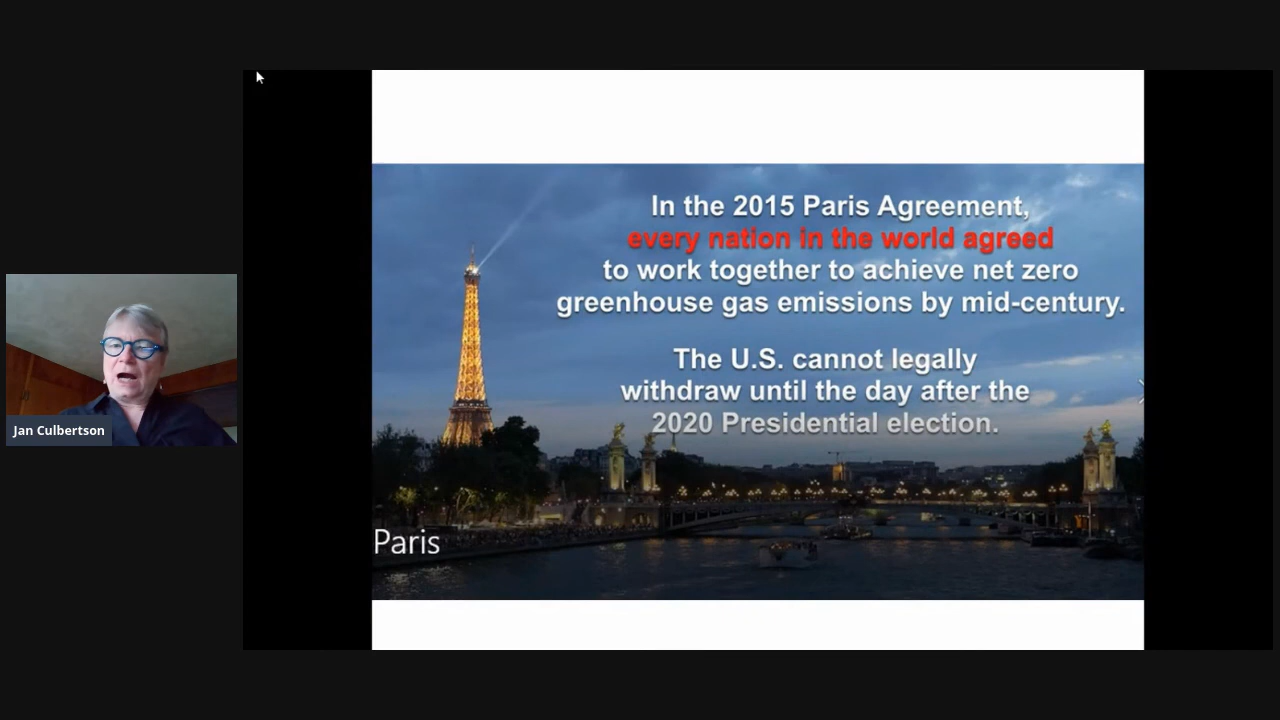 In the 2015 Paris Agreement,
every nation in the world agreed
to work together to achieve net zero
greenhouse gas emissions by mid-century.
The U.S. cannot legally
withdraw until the day after the
2020 Presidential election.
Jan Culbertson
Paris